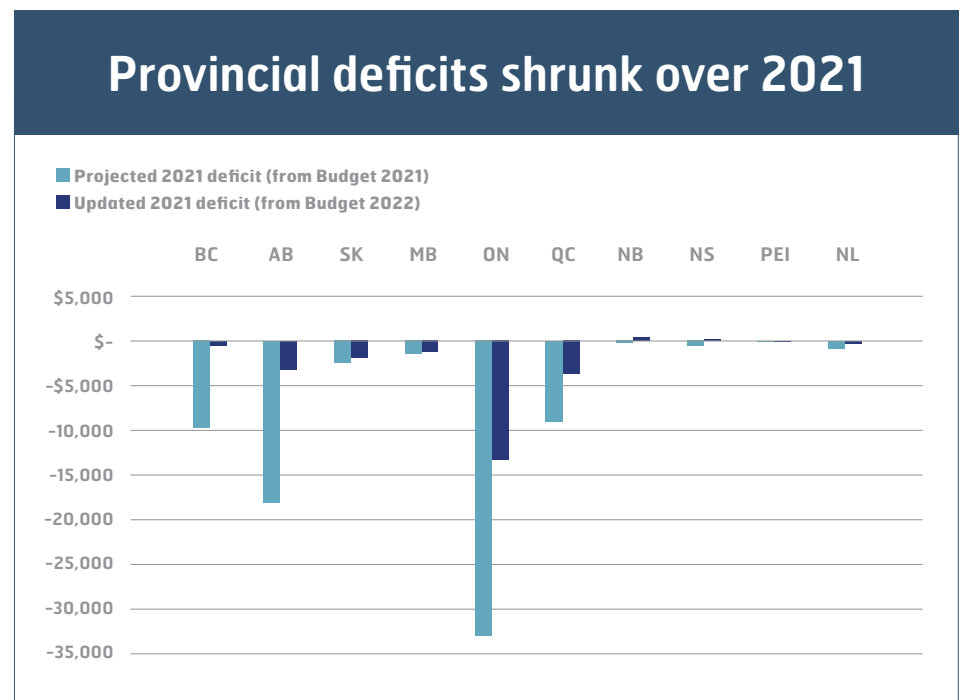 Provincial deficits shrunk over 2021
Projected 2021 deficit (from Budget 2021)
Updated 2021 deficit (from Budget 2022)
BC AB SK MB ON QC NB NS PEI NL
$5,000
$-
-$5,000
-10,000
-15,000
-20,000
-25,000
-30,000
-35,000